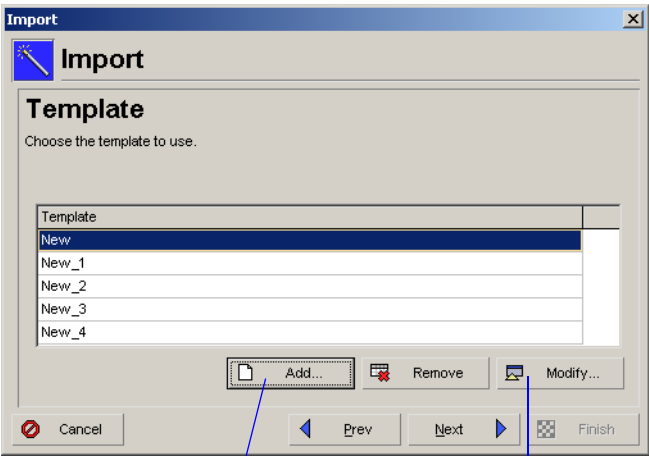 Import
Import
Template
Choose the template to use.
Template
New
New_1
New_2
New_3
New_4
Add...
Remove
Modify...
Cancel
Prev
Next
Finish